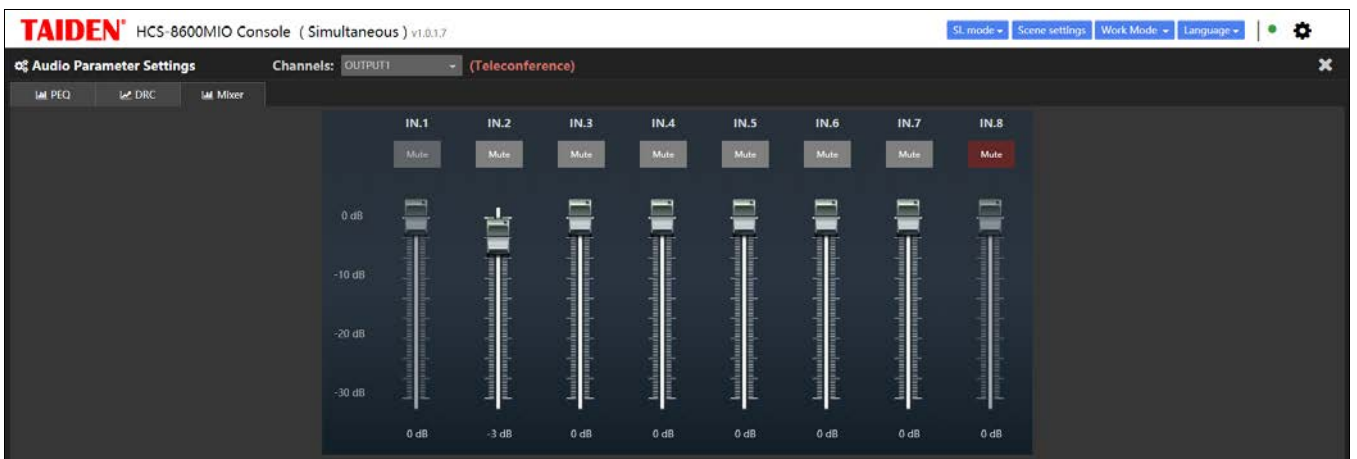 TAIDEN HCS-8600MIO Console ( Simultaneous ) v1.0.1.7 SI. mode Scene settings Work Mode Language
Audio Parameter Settings Channels: OUTPUT1 (Teleconference)
PEQ DRC Mixer
IN.1 IN.2 IN.3 IN.4 IN.5 IN.6 IN.7 IN.8
Mute Mute Mute Mute Mute Mute Mute Mute
0 dB
-10 dB
-20 dB
-30 dB
0 dB -3 dB 0 dB 0 dB 0 dB 0 dB 0 dB 0 dB